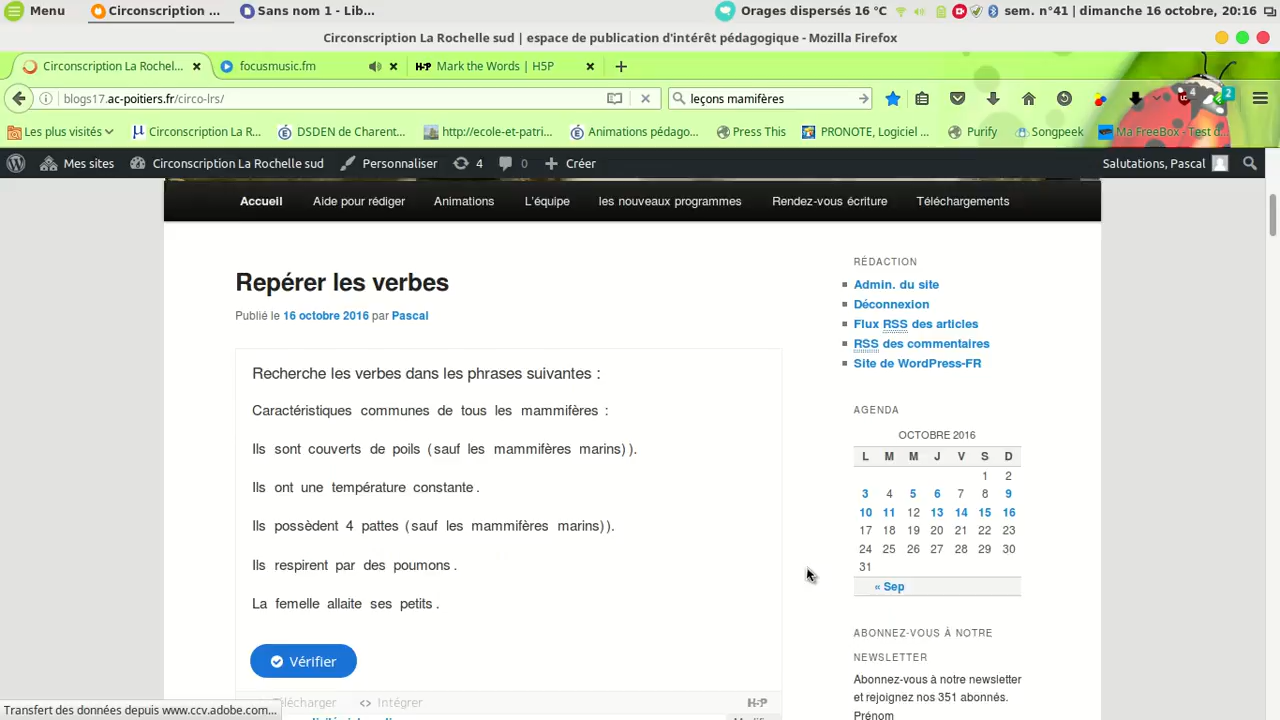 Menu
Circonscription ...
Sans nom 1 - Lib...
Orages dispersés 16 °C
sem. n°41 | dimanche 16 octobre, 20:16
Circonscription La Rochelle sud | espace de publication d'intérêt pédagogique - Mozilla Firefox
Circonscription La Rochel...
focusmusic.fm
H-P Mark the Words | H5P
blogs17.ac-poitiers.fr/circo-lrs/
leçons mamifères
4
2
Les plus visités
Circonscription La R...
DSDEN de Charent...
http://ecole-et-patri...
Animations pédago...
Press This
PRONOTE, Logiciel ...
Purify
Songpeek
Ma FreeBox - Test d...
Mes sites
Circonscription La Rochelle sud
Personnaliser
4
0
Créer
Salutations, Pascal
Accueil
Aide pour rédiger
Animations
L'équipe
les nouveaux programmes
Rendez-vous écriture
Téléchargements
Repérer les verbes
Publié le 16 octobre 2016 par Pascal
Recherche les verbes dans les phrases suivantes :
Caractéristiques communes de tous les mammifères :
Ils sont couverts de poils (sauf les mammifères marins)).
Ils ont une température constante.
Ils possèdent 4 pattes (sauf les mammifères marins)).
Ils respirent par des poumons.
La femelle allaite ses petits.
Vérifier
Intégrer
H-P
Transfert des données depuis www.ccv.adobe.com...
RÉDACTION
Admin. du site
Déconnexion
Flux RSS des articles
RSS des commentaires
Site de WordPress-FR
AGENDA
OCTOBRE 2016
L M M J V S D
1 2
3 4 5 6 7 8 9
10 11 12 13 14 15 16
17 18 19 20 21 22 23
24 25 26 27 28 29 30
31
« Sep
ABONNEZ-VOUS À NOTRE
NEWSLETTER
Abonnez-vous à notre newsletter
et rejoignez nos 351 abonnés.
Prénom